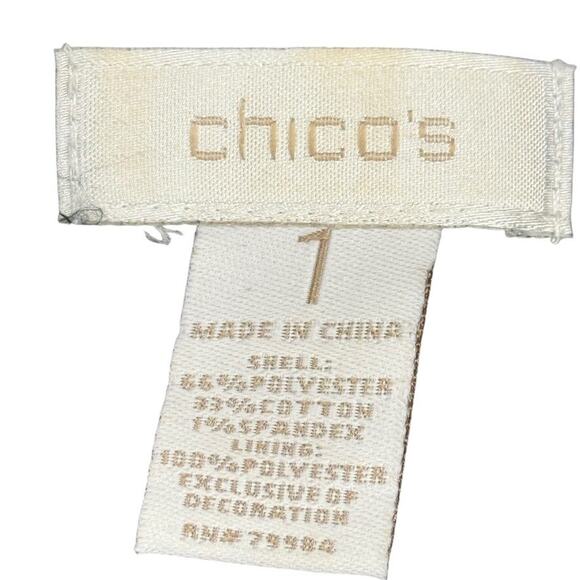 chico's
1
MADE IN CHINA
SHELL:
66% POLYESTER
33% COTTON
1% SPANDEX
LINING:
100% POLYESTER
EXCLUSIVE OF
DECORATION
RN# 79984